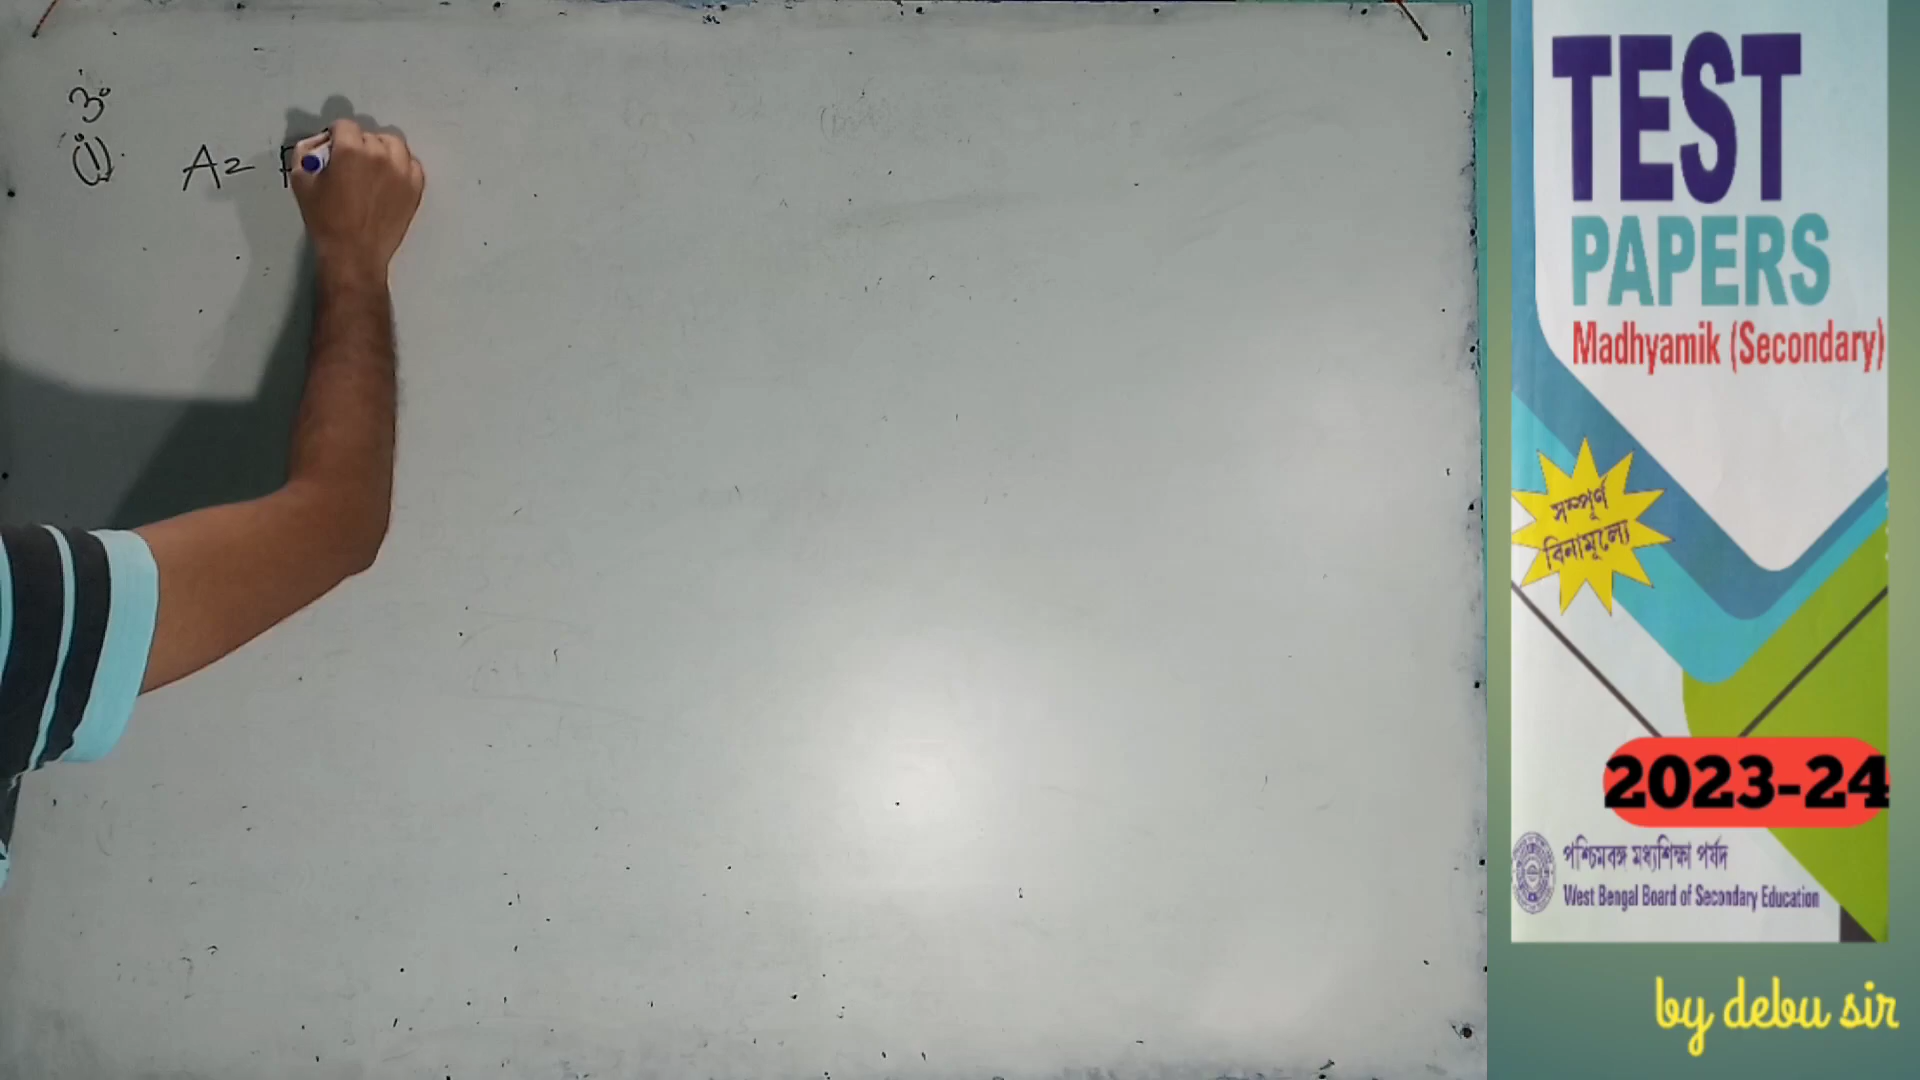 3.
(i)
A =
TEST
PAPERS
Madhyamik (Secondary)
সম্পূর্ণ
বিনামূল্যে
2023-24
পশ্চিমবঙ্গ মধ্যশিক্ষা পর্ষদ
West Bengal Board of Secondary Education
by debu sir